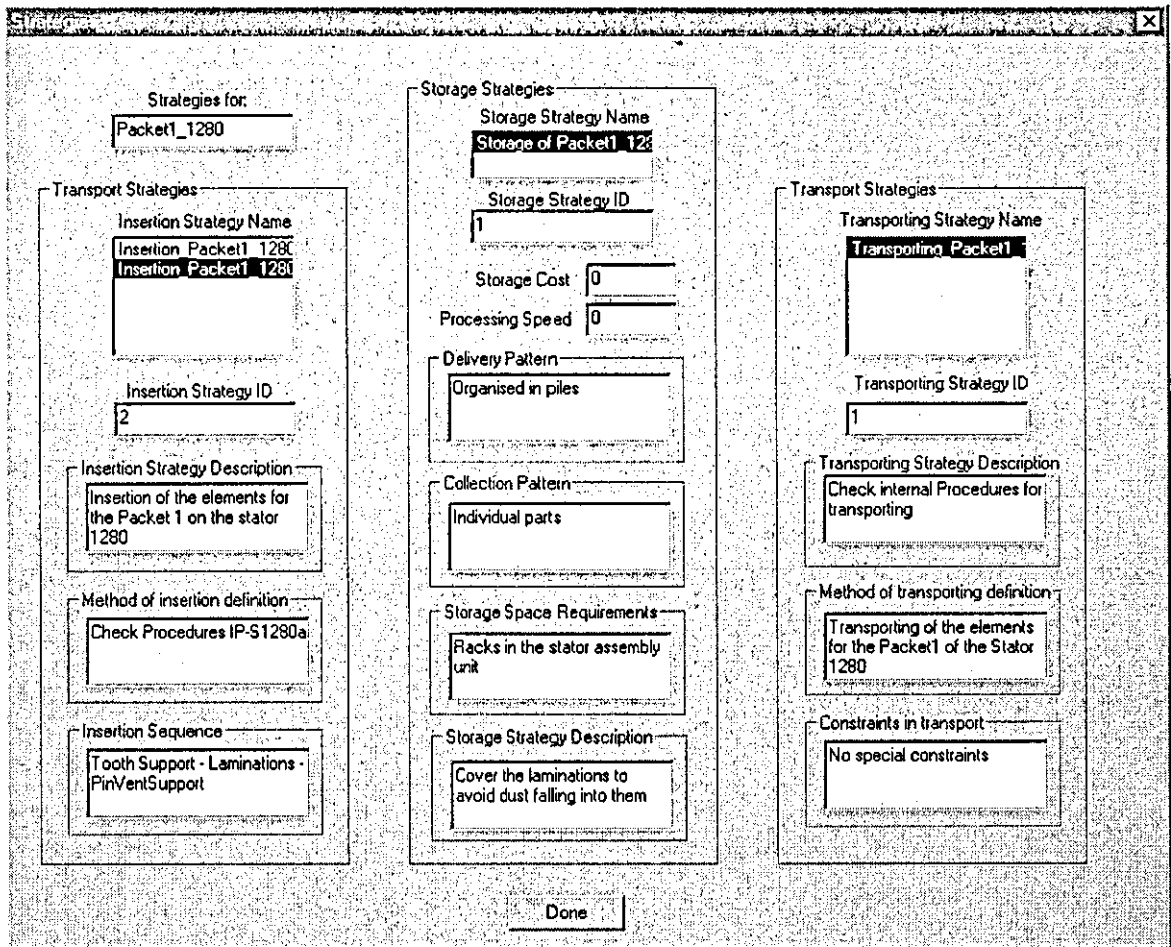 Strategies
Strategies for:
Packet1_1280
Transport Strategies
Insertion Strategy Name
Insertion_Packet1_1280
Insertion_Packet1_1280
Insertion Strategy ID
2
Insertion Strategy Description
Insertion of the elements for
the Packet 1 on the stator
1280
Method of insertion definition
Check Procedures IP-S1280a
Insertion Sequence
Tooth Support - Laminations -
PinVentSupport
Storage Strategies
Storage Strategy Name
Storage of Packet1_128
Storage Strategy ID
1
Storage Cost 0
Processing Speed 0
Delivery Pattern
Organised in piles
Collection Pattern
Individual parts
Storage Space Requirements
Racks in the stator assembly
unit
Storage Strategy Description
Cover the laminations to
avoid dust falling into them
Transport Strategies
Transporting Strategy Name
Transporting_Packet1_
Transporting Strategy ID
1
Transporting Strategy Description
Check internal Procedures for
transporting
Method of transporting definition
Transporting of the elements
for the Packet1 of the Stator
1280
Constraints in transport
No special constraints
Done